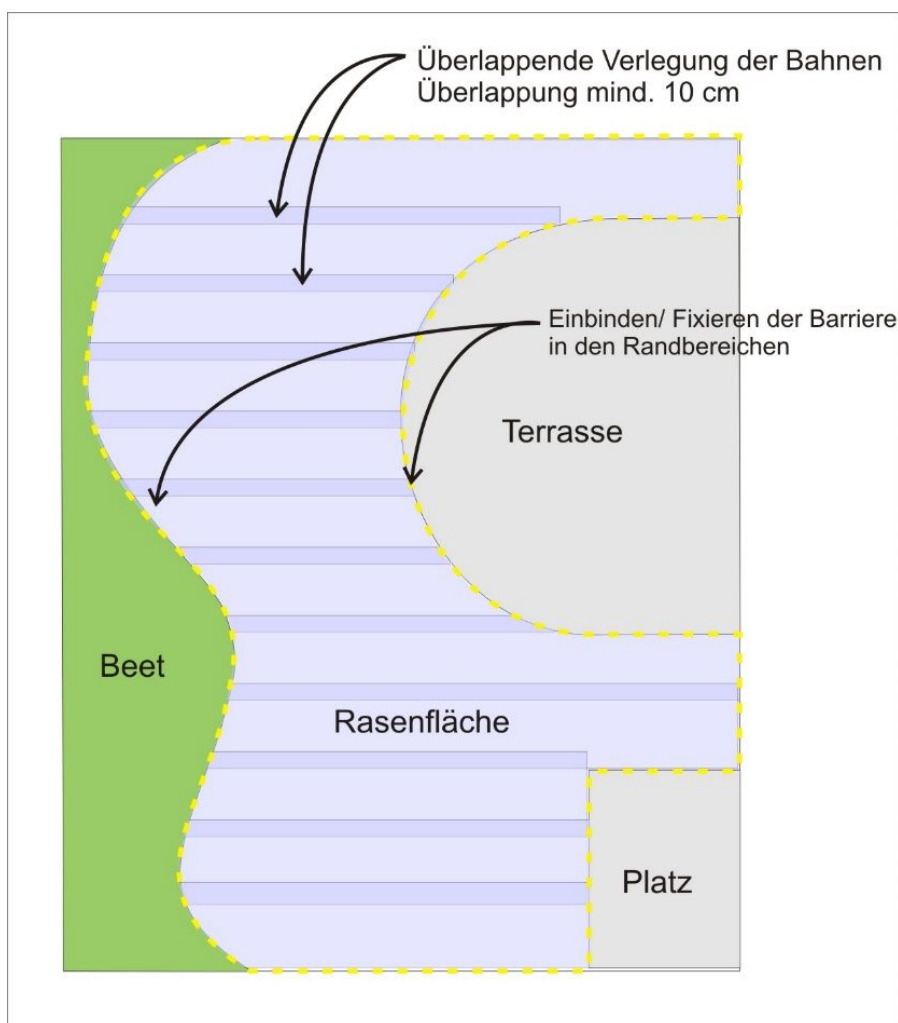 Überlappende Verlegung der Bahnen
Überlappung mind. 10 cm
Einbinden/ Fixieren der Barriere
in den Randbereichen
Terrasse
Beet
Rasenfläche
Platz